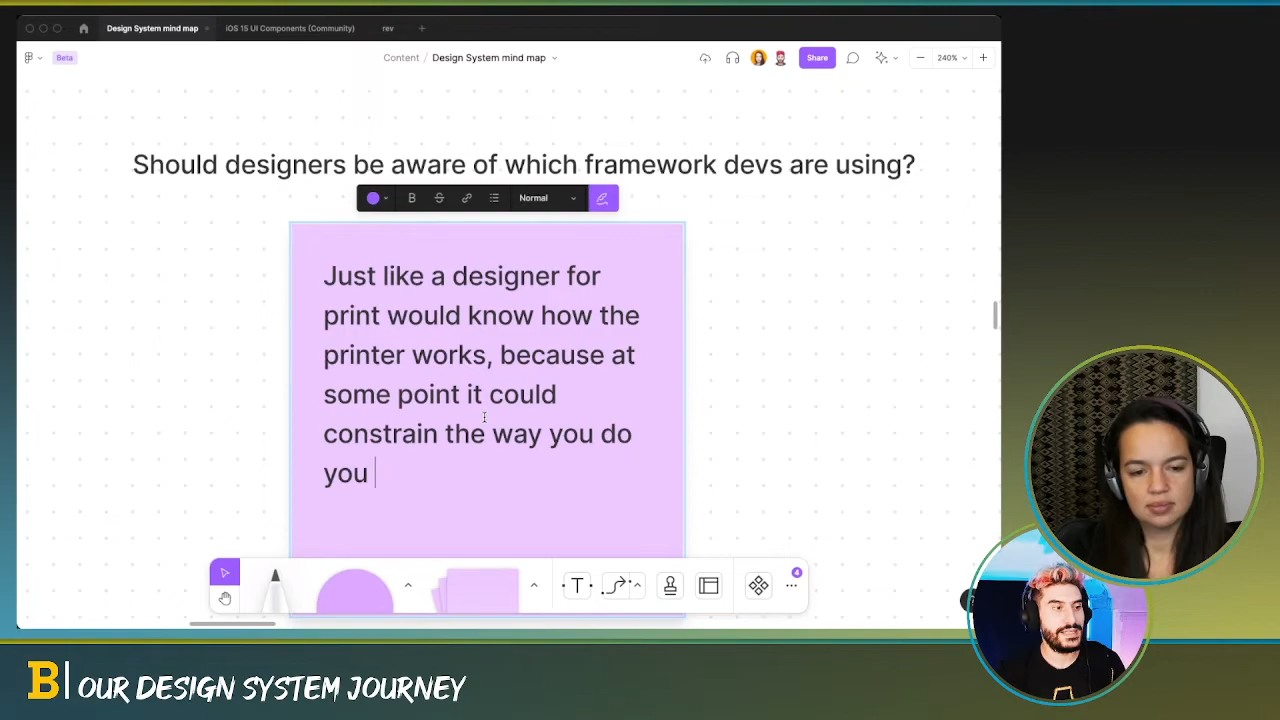 Design System mind map
iOS 15 UI Components (Community)
rev
Beta
Content / Design System mind map
Share
240%
Should designers be aware of which framework devs are using?
B
S
Normal
Just like a designer for
print would know how the
printer works, because at
some point it could
constrain the way you do
you
T
4
B| OUR DESIGN SYSTEM JOURNEY